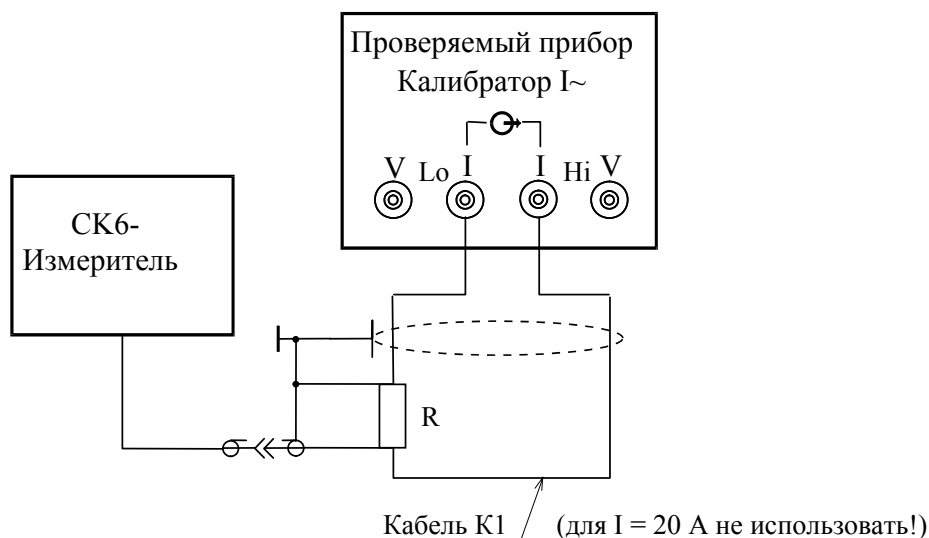 Проверяемый прибор
Калибратор I~
V Lo I I Hi V
СК6-
Измеритель
R
Кабель К1 (для I = 20 А не использовать!)